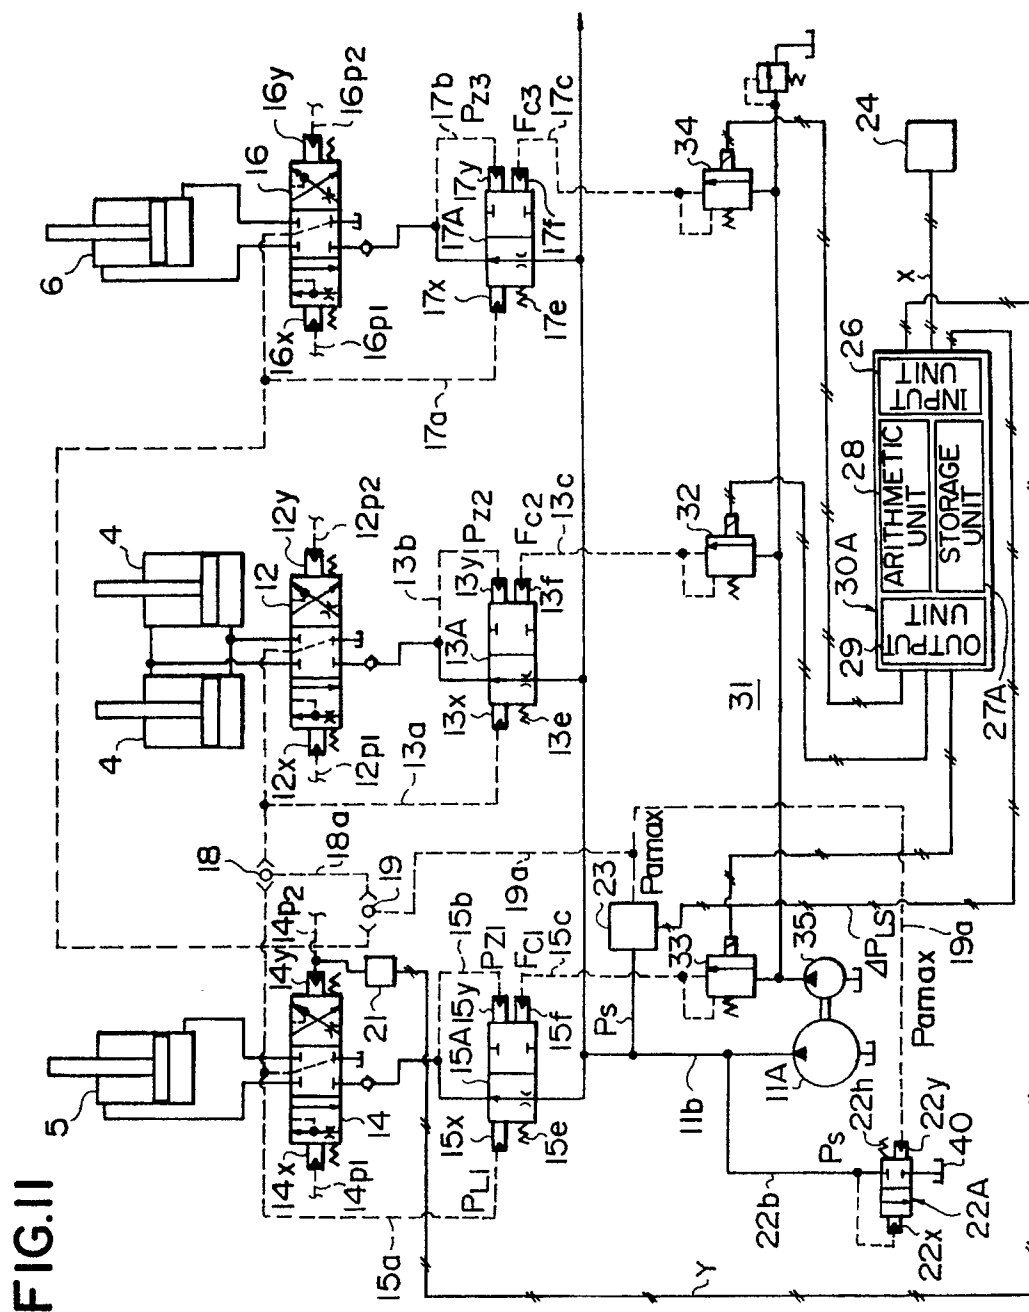 FIG.11
5
4
4
6
14x
14p1
14
14y
14p2
21
12x
12p1
12
12y
12p2
16x
16p1
16
16y
16p2
18
18a
19
19a
15a
PL1
15x
15A
15y
15b
PZ1
FC1
15c
15e
15f
13a
13x
13A
13y
13b
PZ2
FC2
13c
13e
13f
17a
17x
17A
17y
17b
PZ3
FC3
17c
17e
17f
Y
22b
11b
Ps
23
Pamax
33
32
34
31
35
11A
Ps
22x
22A
22h
22y
40
Pamax
19a
ΔPLS
24
X
26
INPUT
UNIT
28
ARITHMETIC
UNIT
STORAGE
UNIT
27A
30A
29
OUTPUT
UNIT